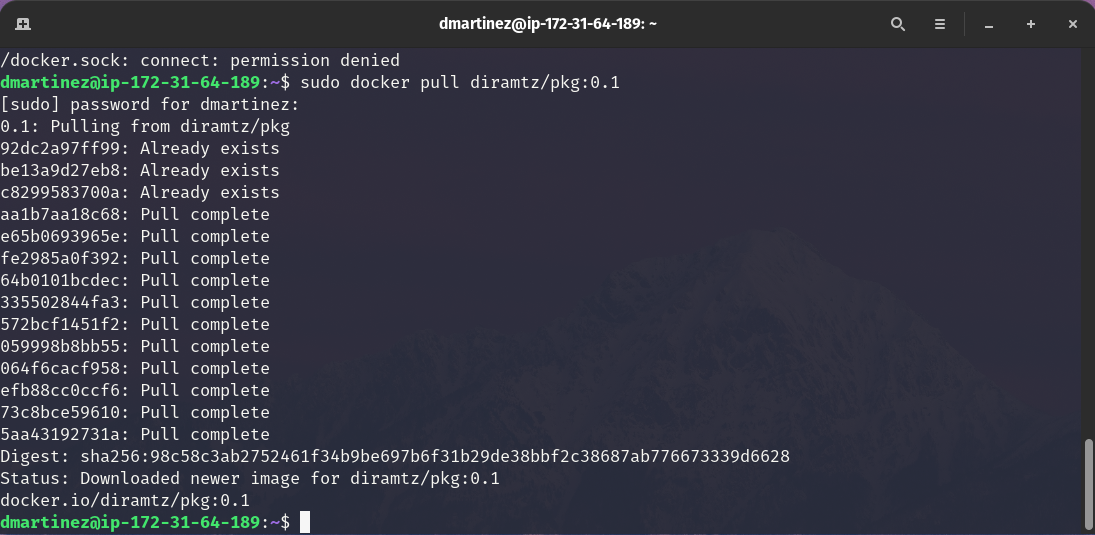 dmartinez@ip-172-31-64-189: ~
/docker.sock: connect: permission denied
dmartinez@ip-172-31-64-189:~$ sudo docker pull diramtz/pkg:0.1
[sudo] password for dmartinez:
0.1: Pulling from diramtz/pkg
92dc2a97ff99: Already exists
be13a9d27eb8: Already exists
c8299583700a: Already exists
aa1b7aa18c68: Pull complete
e65b0693965e: Pull complete
fe2985a0f392: Pull complete
64b0101bcdec: Pull complete
335502844fa3: Pull complete
572bcf1451f2: Pull complete
059998b8bb55: Pull complete
064f6cacf958: Pull complete
efb88cc0ccf6: Pull complete
73c8bce59610: Pull complete
5aa43192731a: Pull complete
Digest: sha256:98c58c3ab2752461f34b9be697b6f31b29de38bbf2c38687ab776673339d6628
Status: Downloaded newer image for diramtz/pkg:0.1
docker.io/diramtz/pkg:0.1
dmartinez@ip-172-31-64-189:~$